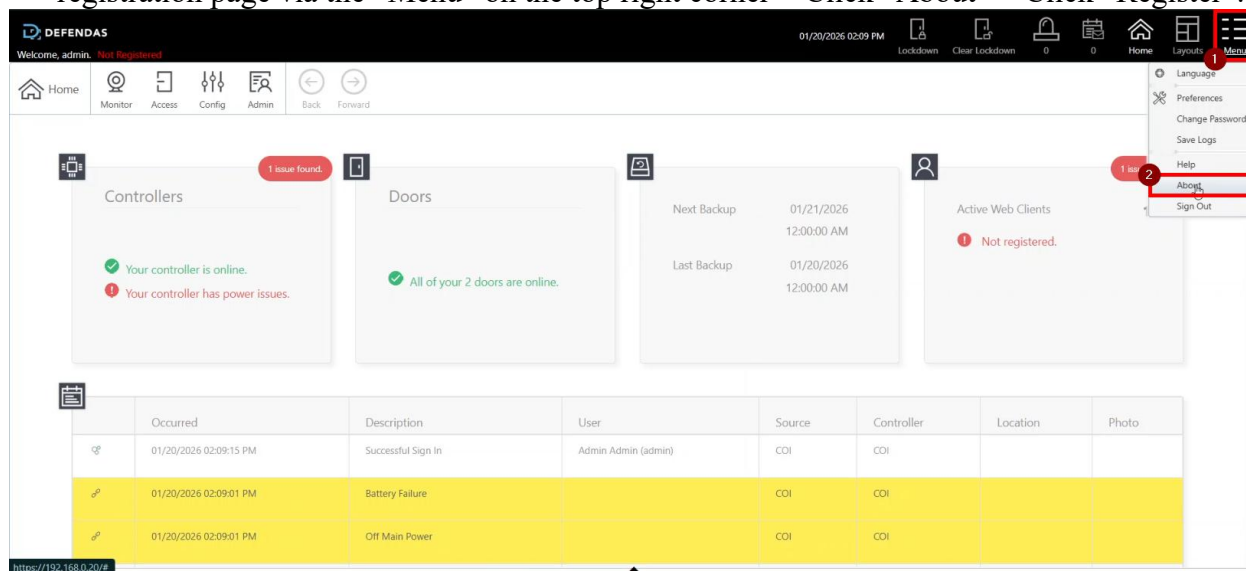 registration page via the "Menu" on the top right corner – Click "About" – Click "Register".
DEFENDAS
Welcome, admin. Not Registered
01/20/2026 02:09 PM
Lockdown
Clear Lockdown
0
0
Home
Layouts
Menu
1
Home
Monitor
Access
Config
Admin
Back
Forward
Language
Preferences
Change Password
Save Logs
Help
2
About
Sign Out
Controllers
1 issue found.
Your controller is online.
Your controller has power issues.
Doors
All of your 2 doors are online.
Next Backup 01/21/2026
12:00:00 AM
Last Backup 01/20/2026
12:00:00 AM
1
Active Web Clients
Not registered.
Occurred Description User Source Controller Location Photo
01/20/2026 02:09:15 PM Successful Sign In Admin Admin (admin) COI COI
01/20/2026 02:09:01 PM Battery Failure COI COI
01/20/2026 02:09:01 PM Off Main Power COI COI
https://192.168.0.20/#